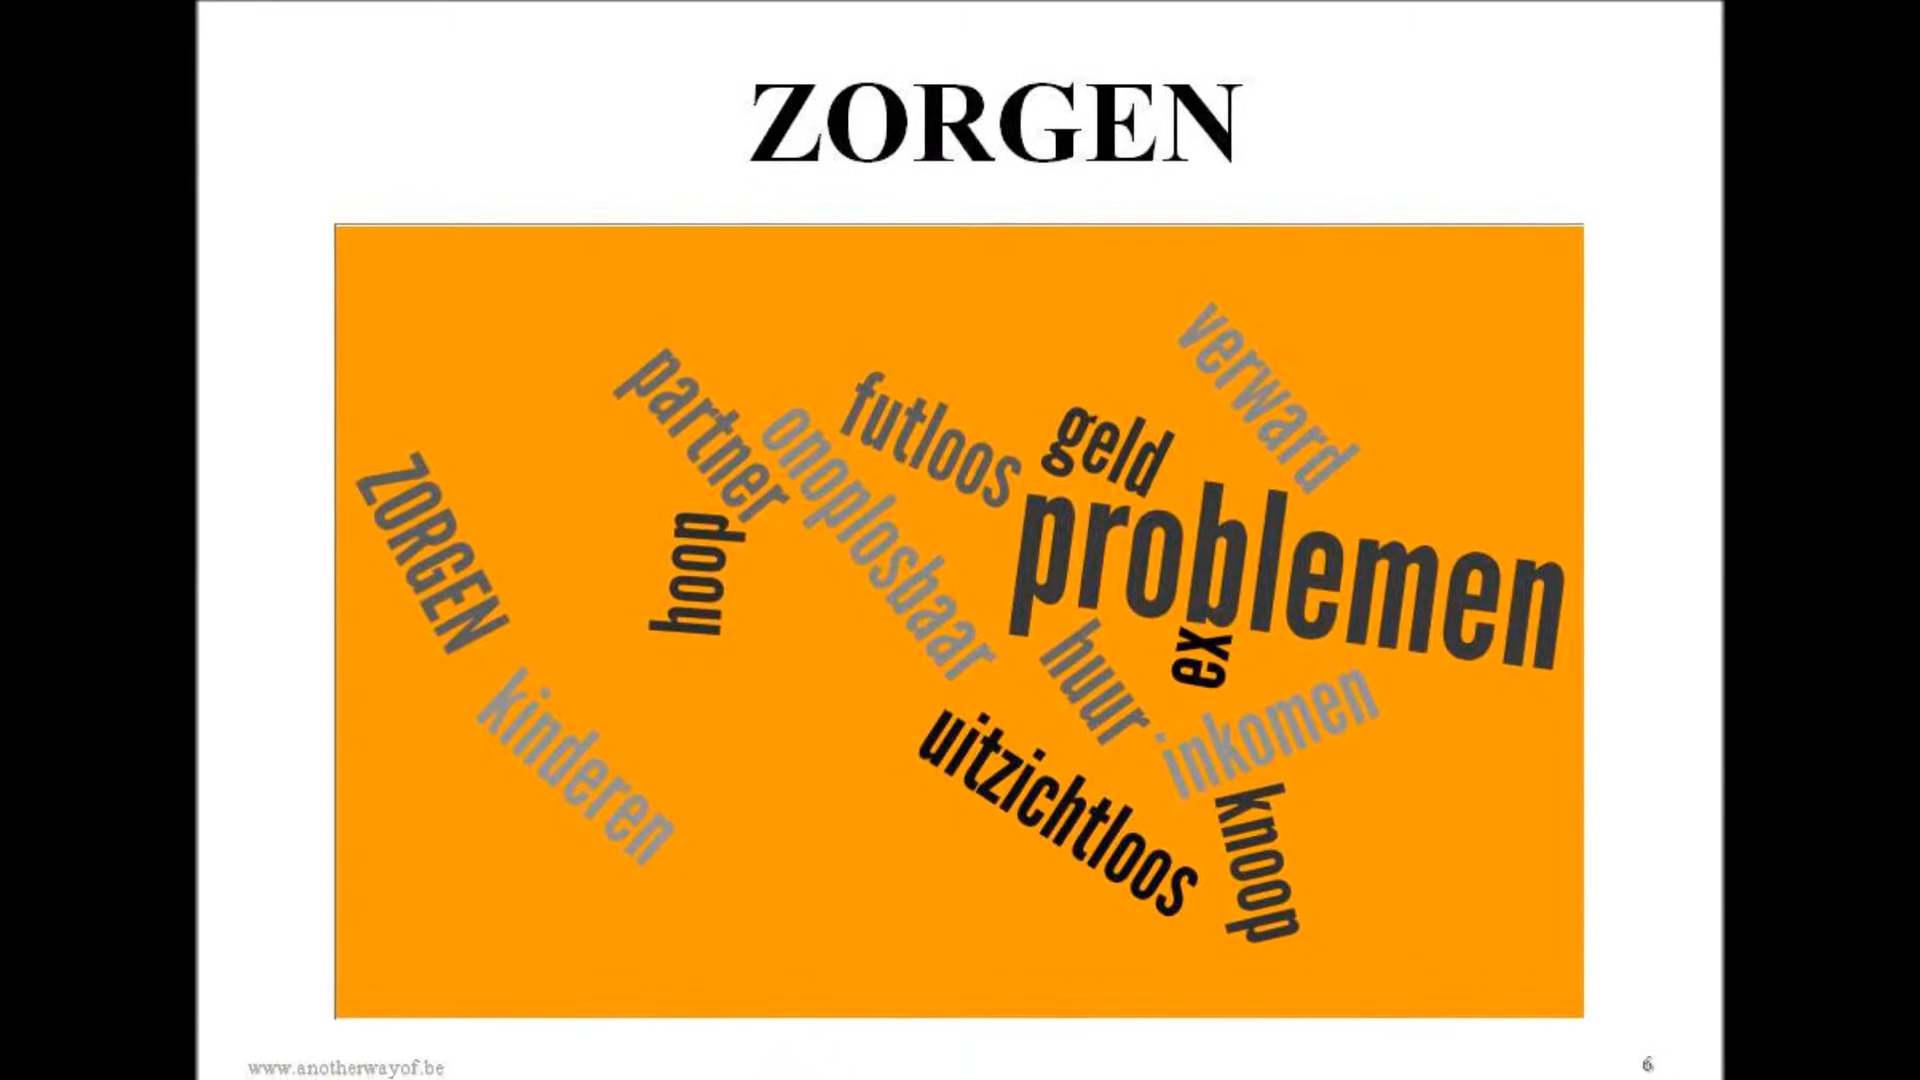 ZORGEN
verward
partner
futloos
geld
onoplosbaar
ZORGEN
problemen
hoop
ex
huur
kinderen
inkomen
uitzichtloos
knoop
www.anotherwayof.be
6